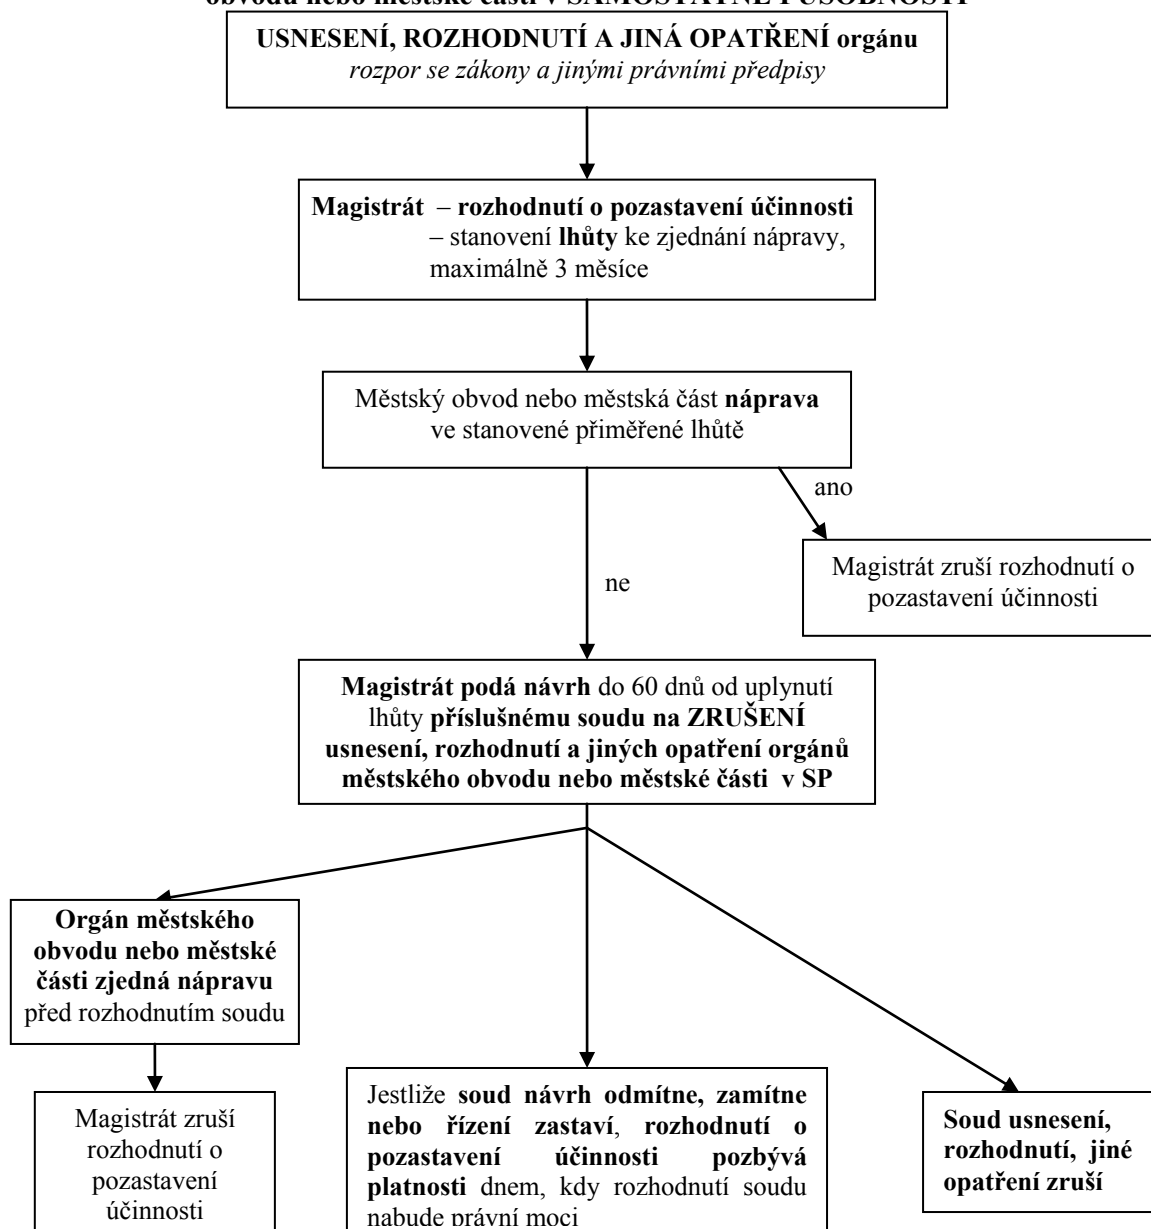 obvodu nebo městské části v SAMOSTATNÉ PŮSOBNOSTI
USNESENÍ, ROZHODNUTÍ A JINÁ OPATŘENÍ orgánu
rozpor se zákony a jinými právními předpisy
Magistrát – rozhodnutí o pozastavení účinnosti
– stanovení lhůty ke zjednání nápravy,
maximálně 3 měsíce
Městský obvod nebo městská část náprava
ve stanovené přiměřené lhůtě
ano
Magistrát zruší rozhodnutí o
pozastavení účinnosti
ne
Magistrát podá návrh do 60 dnů od uplynutí
lhůty příslušnému soudu na ZRUŠENÍ
usnesení, rozhodnutí a jiných opatření orgánů
městského obvodu nebo městské části v SP
Orgán městského
obvodu nebo městské
části zjedná nápravu
před rozhodnutím soudu
Magistrát zruší
rozhodnutí o
pozastavení
účinnosti
Jestliže soud návrh odmítne, zamítne
nebo řízení zastaví, rozhodnutí o
pozastavení účinnosti pozbývá
platnosti dnem, kdy rozhodnutí soudu
nabude právní moci
Soud usnesení,
rozhodnutí, jiné
opatření zruší